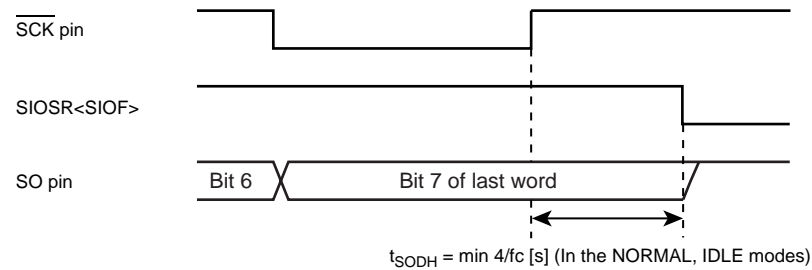 SCK pin
SIOSR<SIOF>
SO pin Bit 6 Bit 7 of last word
tSODH = min 4/fc [s] (In the NORMAL, IDLE modes)